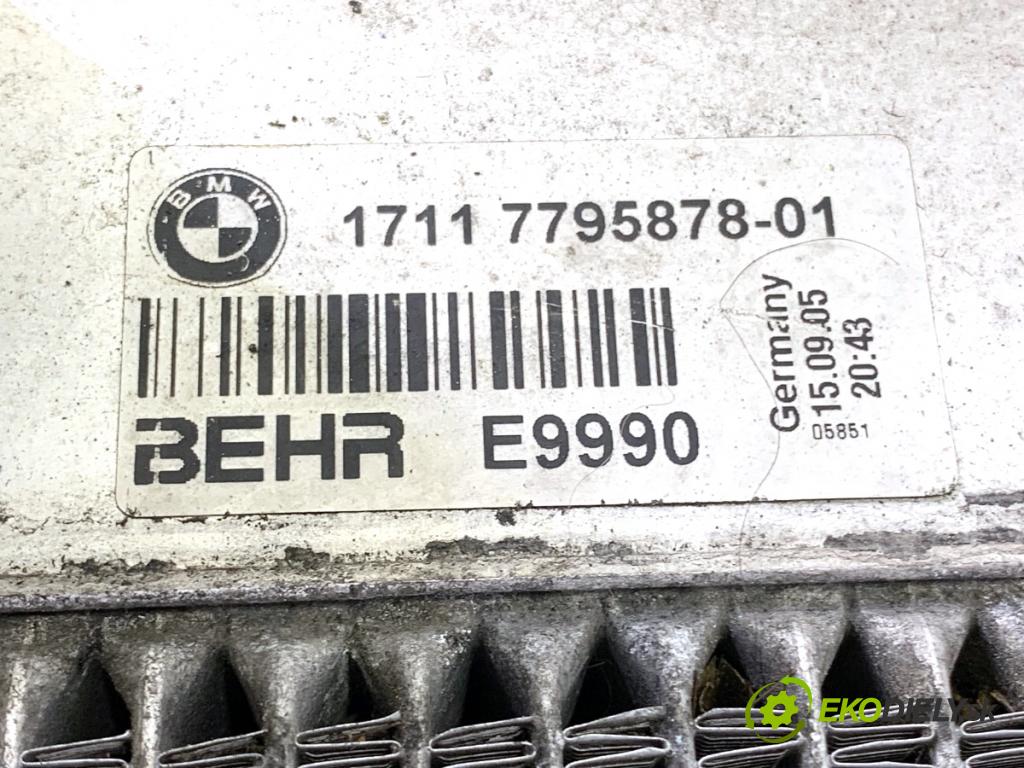 BMW
1711 7795878-01
BEHR E9990
Germany
15.09.05
20:43
05851
EKODIELY.SK